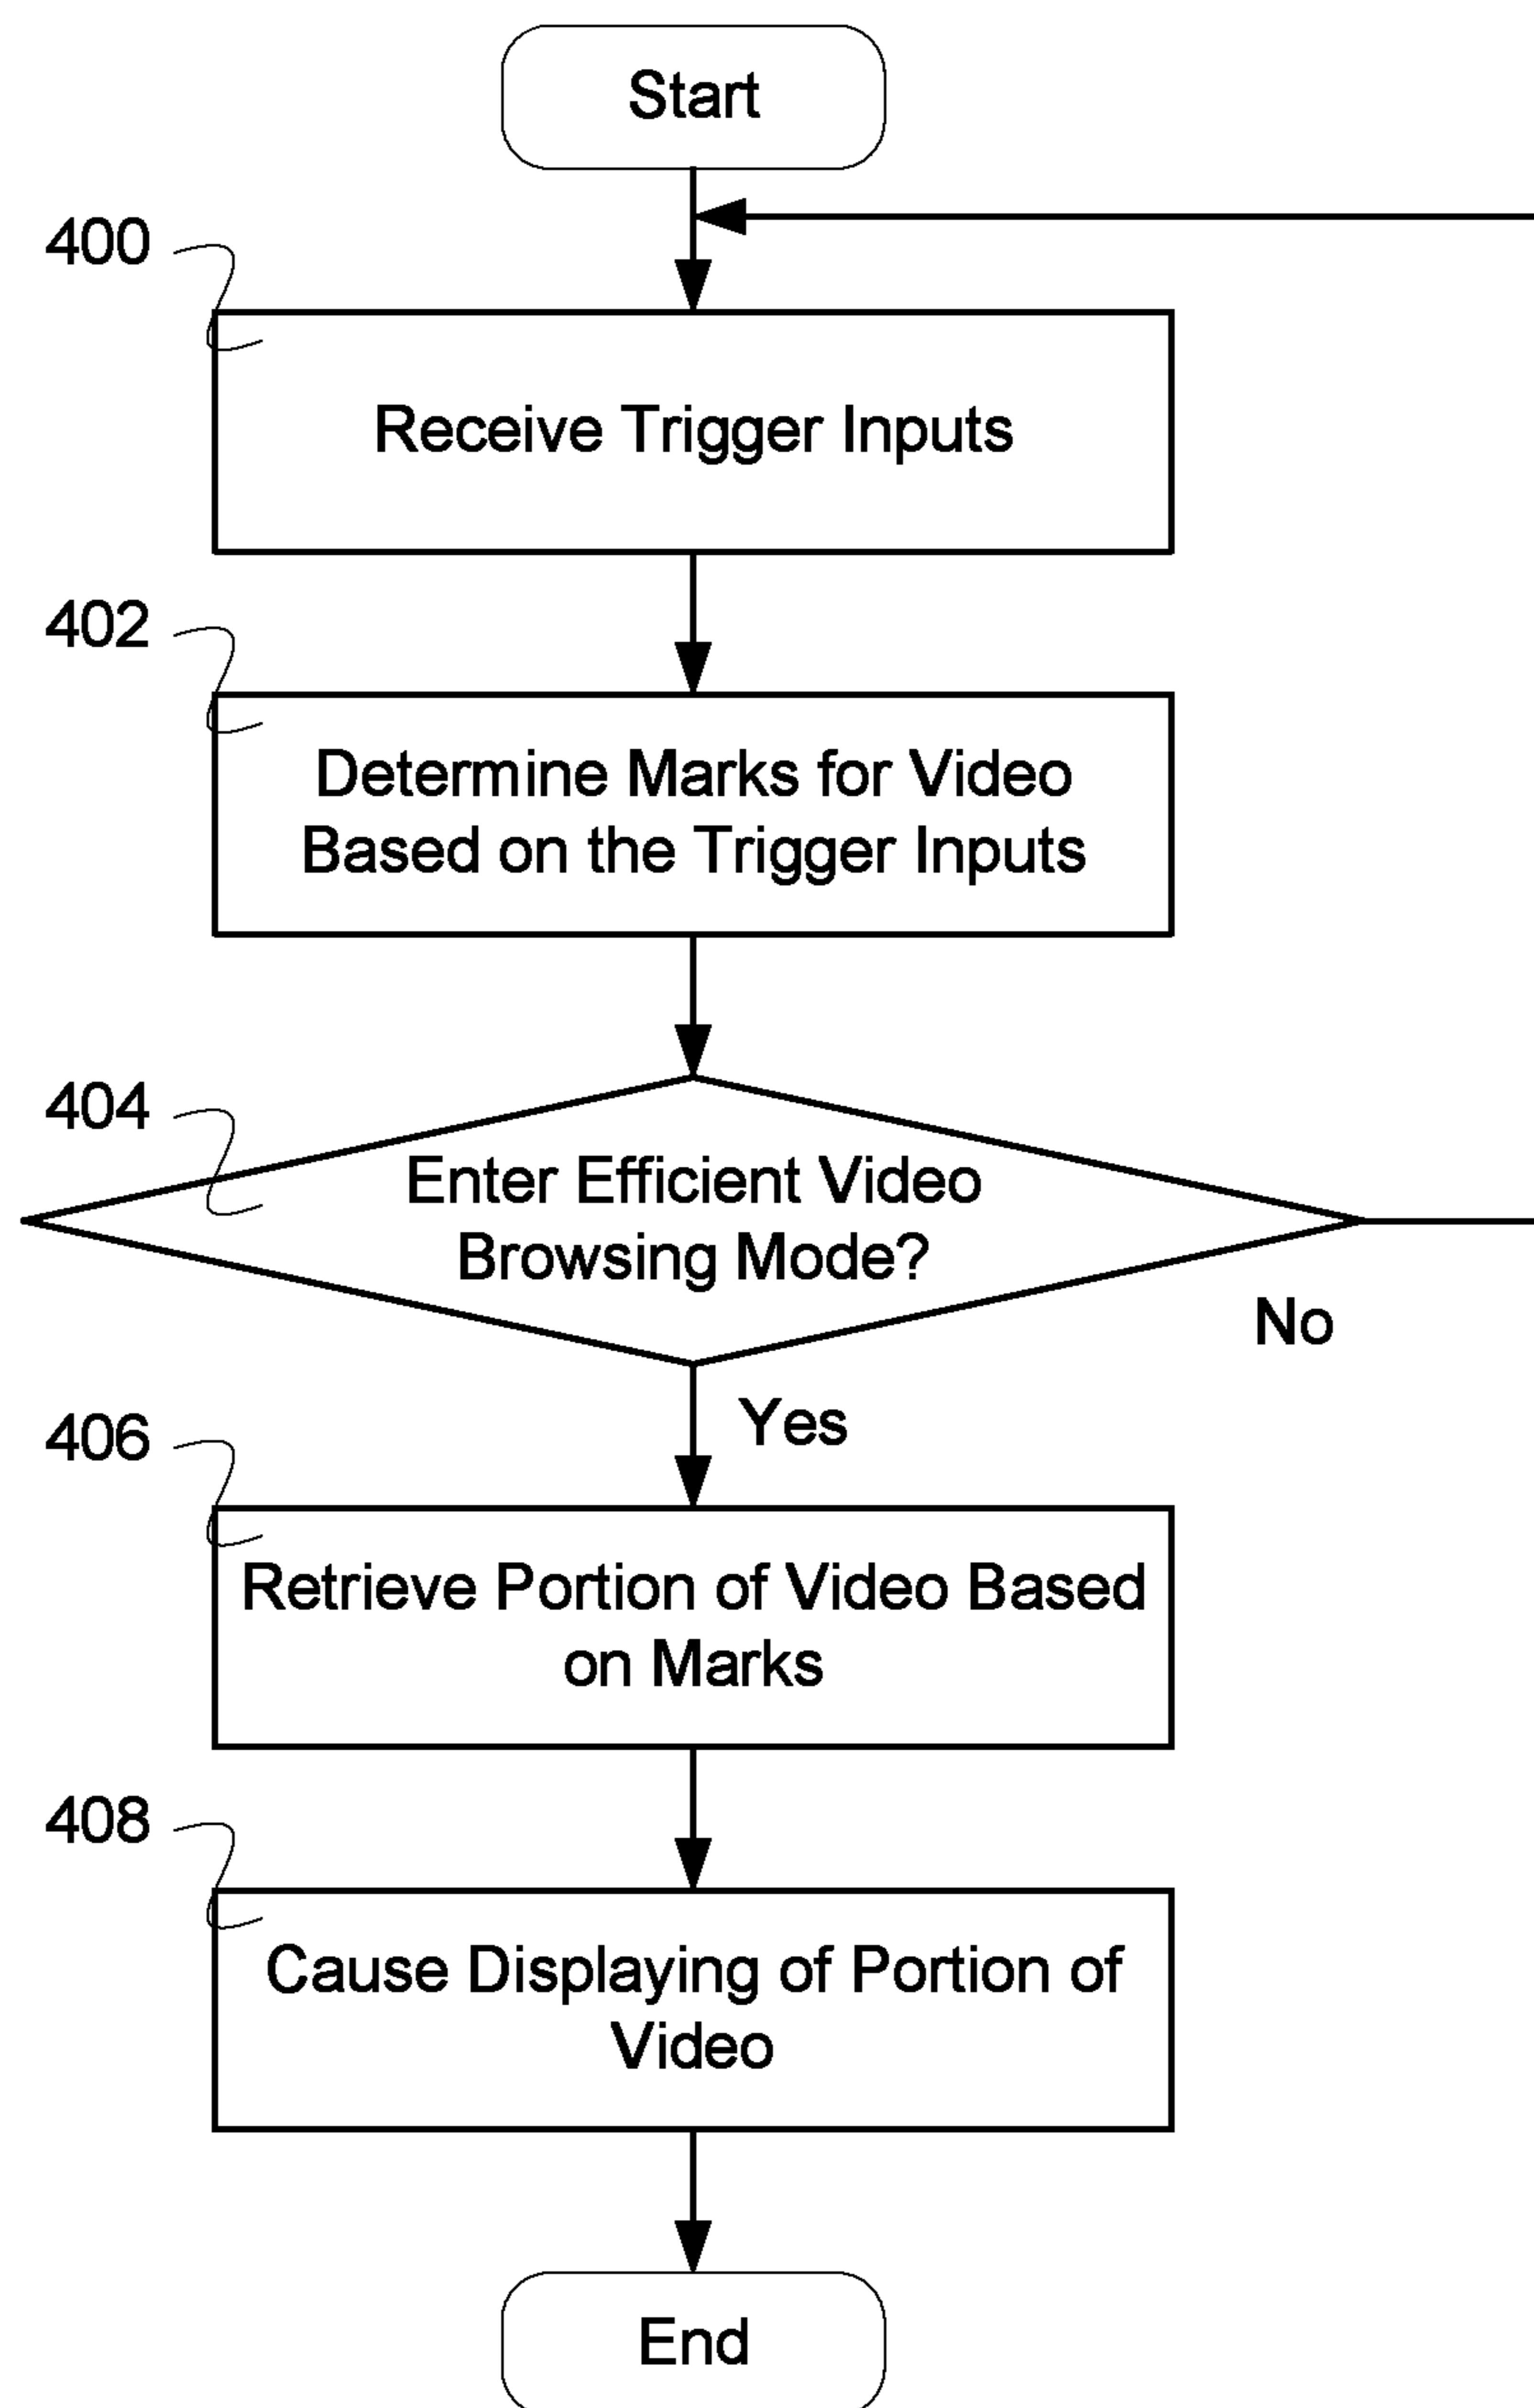 Start
400
Receive Trigger Inputs
402
Determine Marks for Video
Based on the Trigger Inputs
404
Enter Efficient Video
Browsing Mode?
No
Yes
406
Retrieve Portion of Video Based
on Marks
408
Cause Displaying of Portion of
Video
End